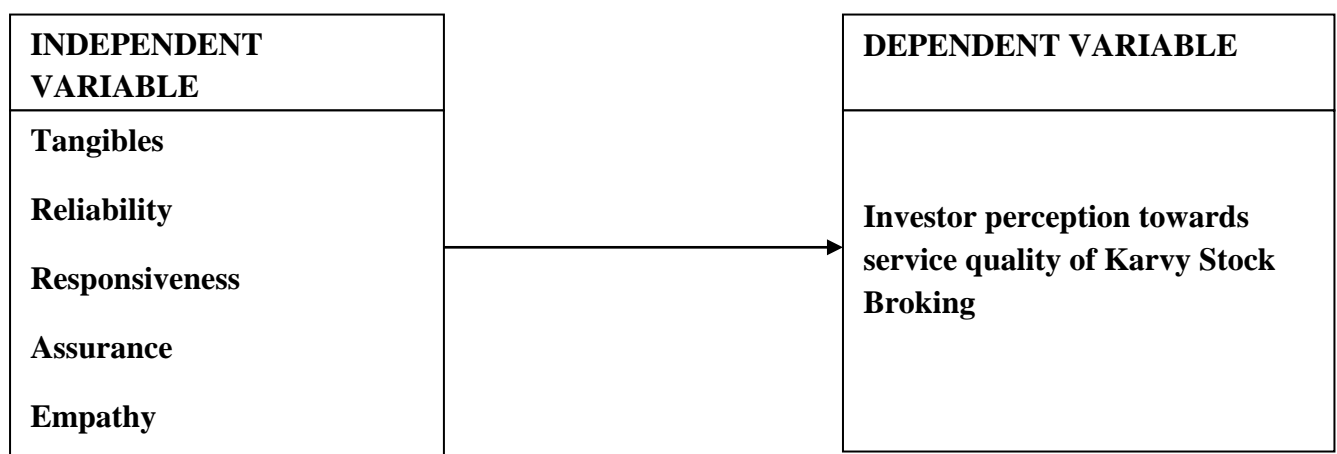 INDEPENDENT
VARIABLE
Tangibles
Reliability
Responsiveness
Assurance
Empathy
DEPENDENT VARIABLE
Investor perception towards
service quality of Karvy Stock
Broking